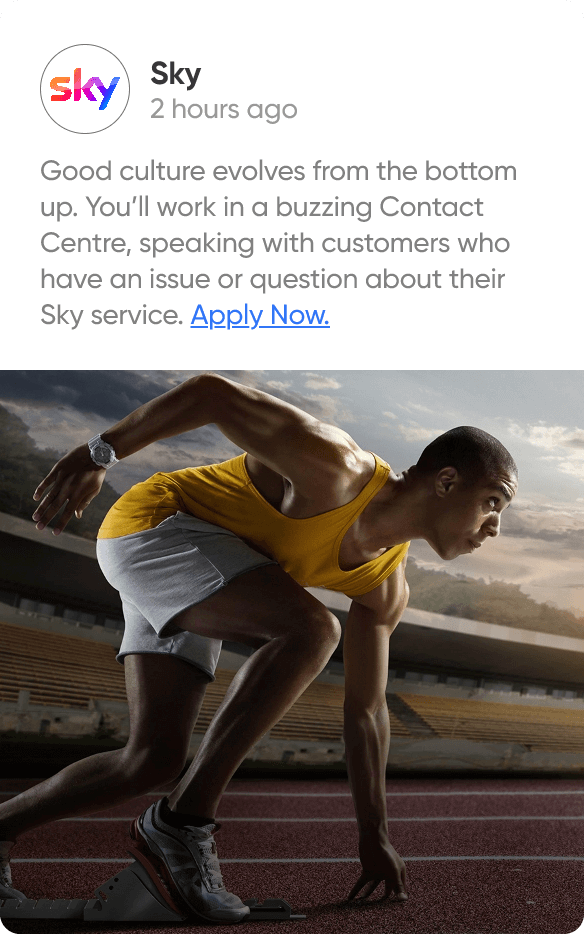 sky
Sky
2 hours ago
Good culture evolves from the bottom
up. You’ll work in a buzzing Contact
Centre, speaking with customers who
have an issue or question about their
Sky service. Apply Now.